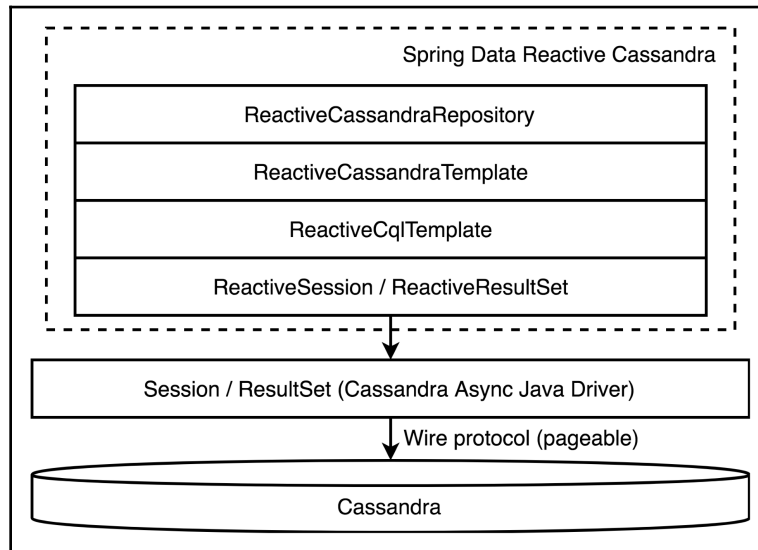 Spring Data Reactive Cassandra
ReactiveCassandraRepository
ReactiveCassandraTemplate
ReactiveCqlTemplate
ReactiveSession / ReactiveResultSet
Session / ResultSet (Cassandra Async Java Driver)
Wire protocol (pageable)
Cassandra